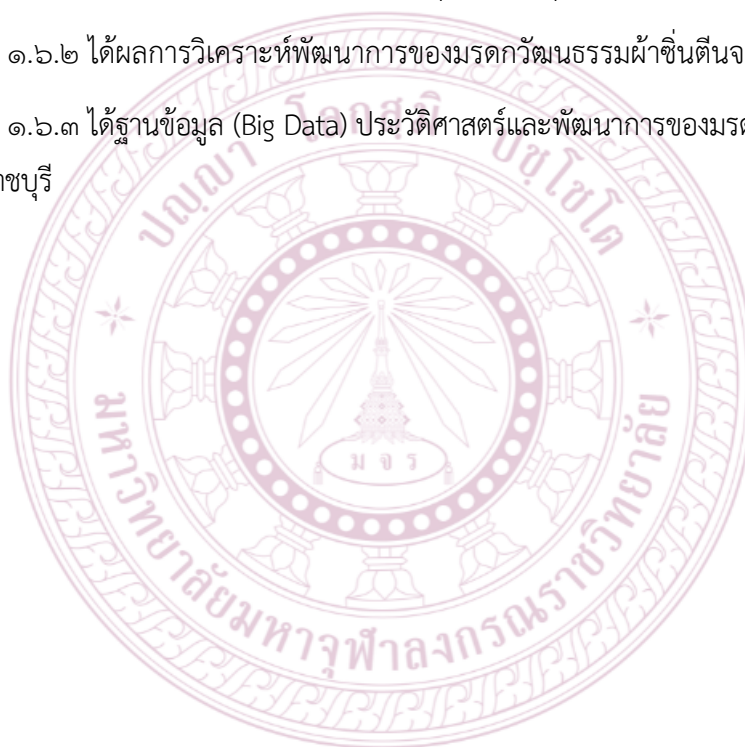 ๑.๖.๒ ได้ผลการวิเคราะห์พัฒนาการของมรดกวัฒนธรรมผ้าซิ่นตีนจ
๑.๖.๓ ได้ฐานข้อมูล (Big Data) ประวัติศาสตร์และพัฒนาการของมรด
าชบุรี
ปญฺญา โลกสฺมิ ปชฺโชโต
ม จ ร
มหาวิทยาลัยมหาจุฬาลงกรณราชวิทยาลัย